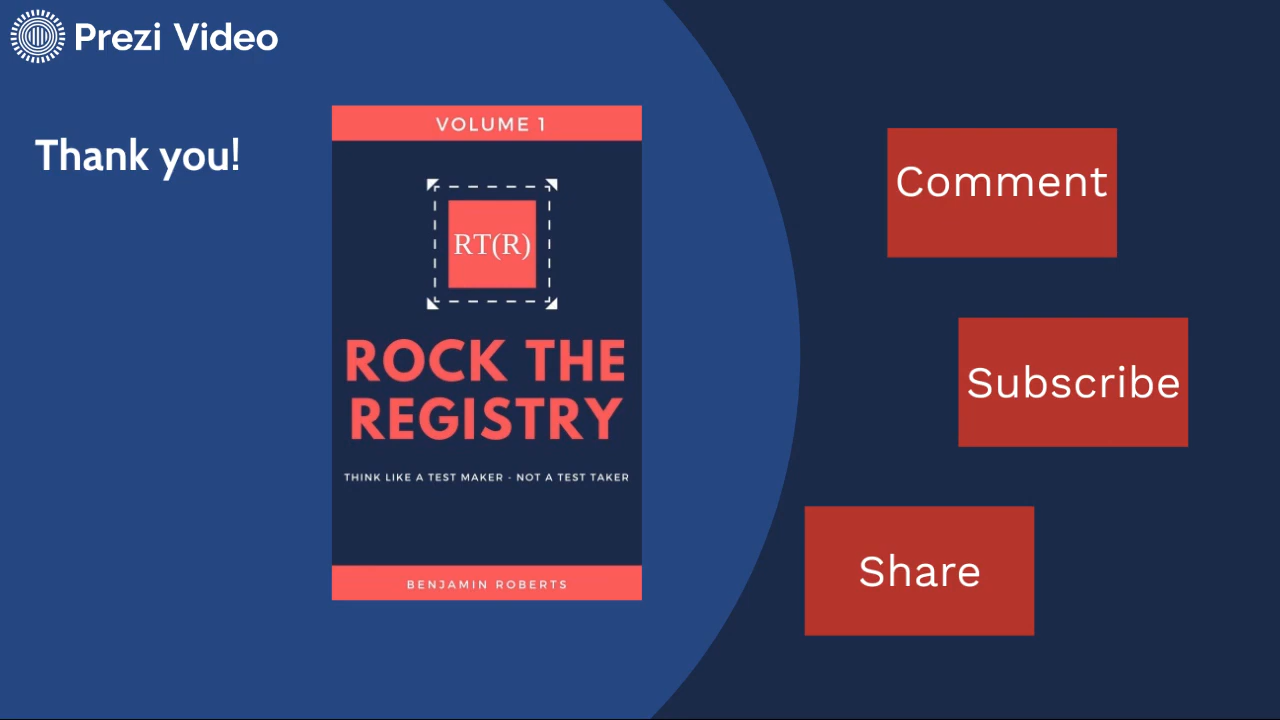 Prezi Video
Thank you!
VOLUME 1
RT(R)
ROCK THE
REGISTRY
THINK LIKE A TEST MAKER - NOT A TEST TAKER
BENJAMIN ROBERTS
Comment
Subscribe
Share